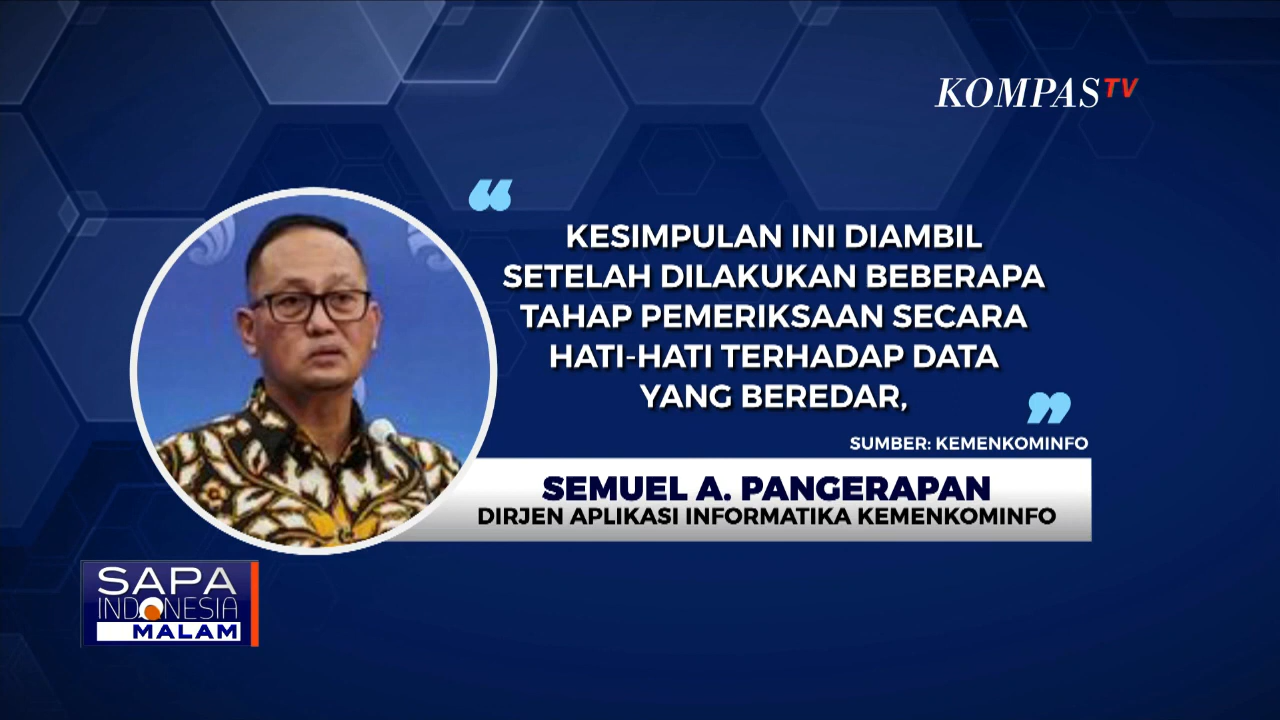 KOMPASTV
“
KESIMPULAN INI DIAMBIL
SETELAH DILAKUKAN BEBERAPA
TAHAP PEMERIKSAAN SECARA
HATI-HATI TERHADAP DATA
YANG BEREDAR,
”
SUMBER: KEMENKOMINFO
SEMUEL A. PANGERAPAN
DIRJEN APLIKASI INFORMATIKA KEMENKOMINFO
SAPA
INDONESIA
MALAM